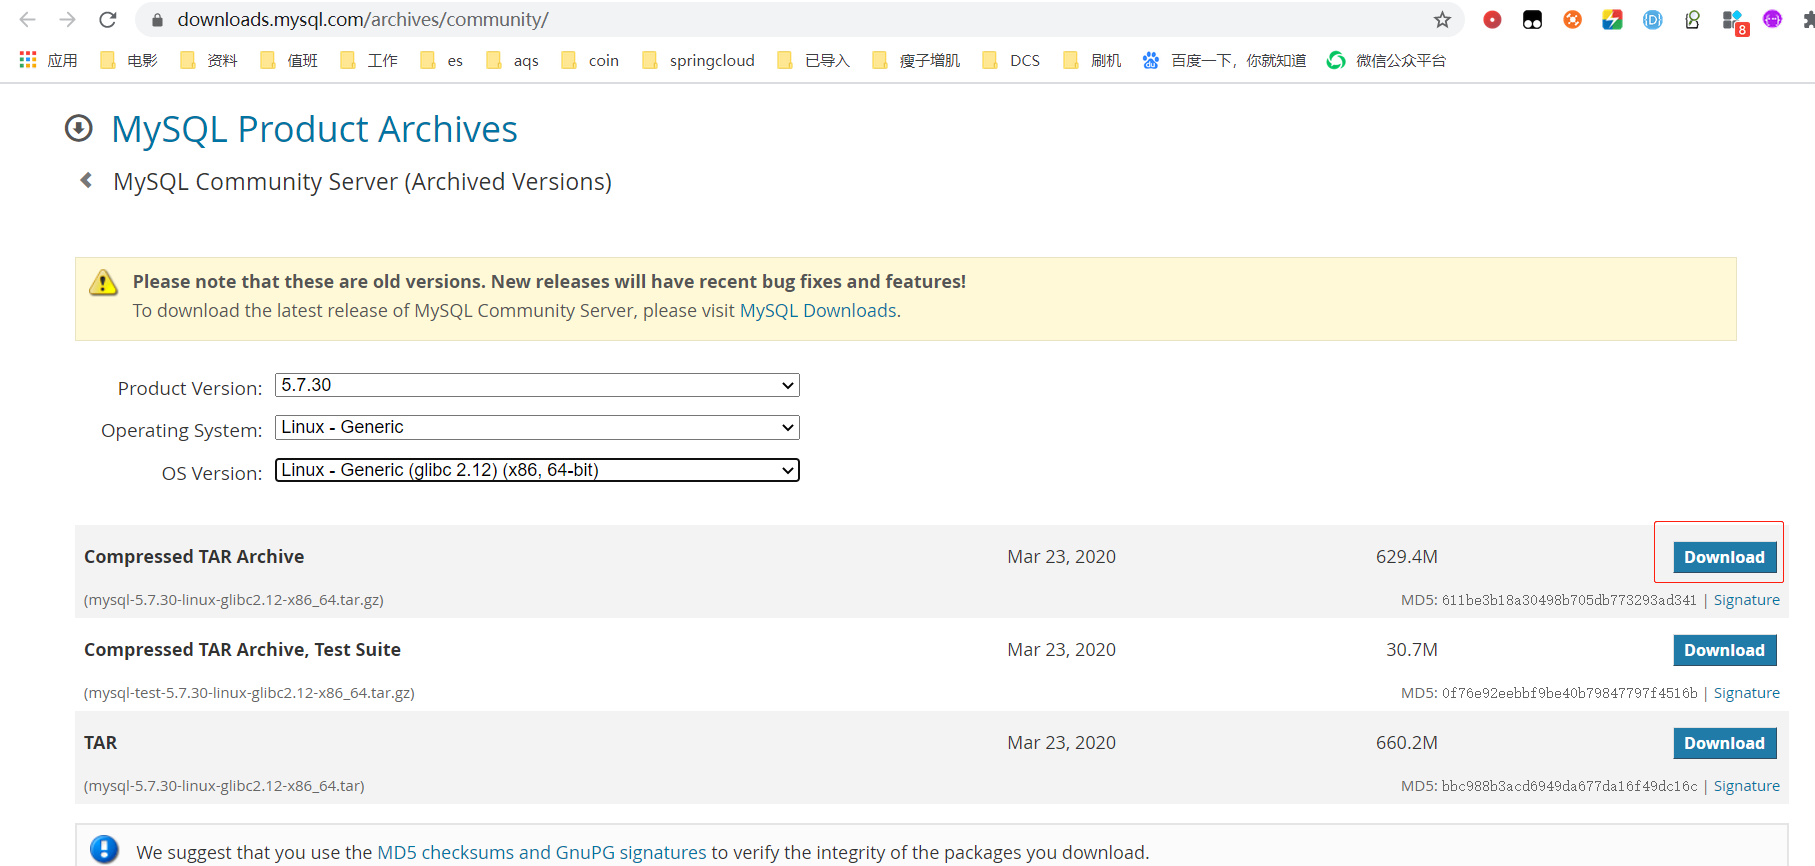 downloads.mysql.com/archives/community/
8
应用 电影 资料 值班 工作 es aqs coin springcloud 已导入 瘦子增肌 DCS 刷机 百度一下，你就知道 微信公众平台
MySQL Product Archives
MySQL Community Server (Archived Versions)
Please note that these are old versions. New releases will have recent bug fixes and features!
To download the latest release of MySQL Community Server, please visit MySQL Downloads.
Product Version: 5.7.30
Operating System: Linux - Generic
OS Version: Linux - Generic (glibc 2.12) (x86, 64-bit)
Compressed TAR Archive Mar 23, 2020 629.4M Download
(mysql-5.7.30-linux-glibc2.12-x86_64.tar.gz) MD5: 611be3b18a30498b705db773293ad341 | Signature
Compressed TAR Archive, Test Suite Mar 23, 2020 30.7M Download
(mysql-test-5.7.30-linux-glibc2.12-x86_64.tar.gz) MD5: 0f76e92eebbf9be40b79847797f4516b | Signature
TAR Mar 23, 2020 660.2M Download
(mysql-5.7.30-linux-glibc2.12-x86_64.tar) MD5: bbc988b3acd6949da677da16f49dc16c | Signature
We suggest that you use the MD5 checksums and GnuPG signatures to verify the integrity of the packages you download.